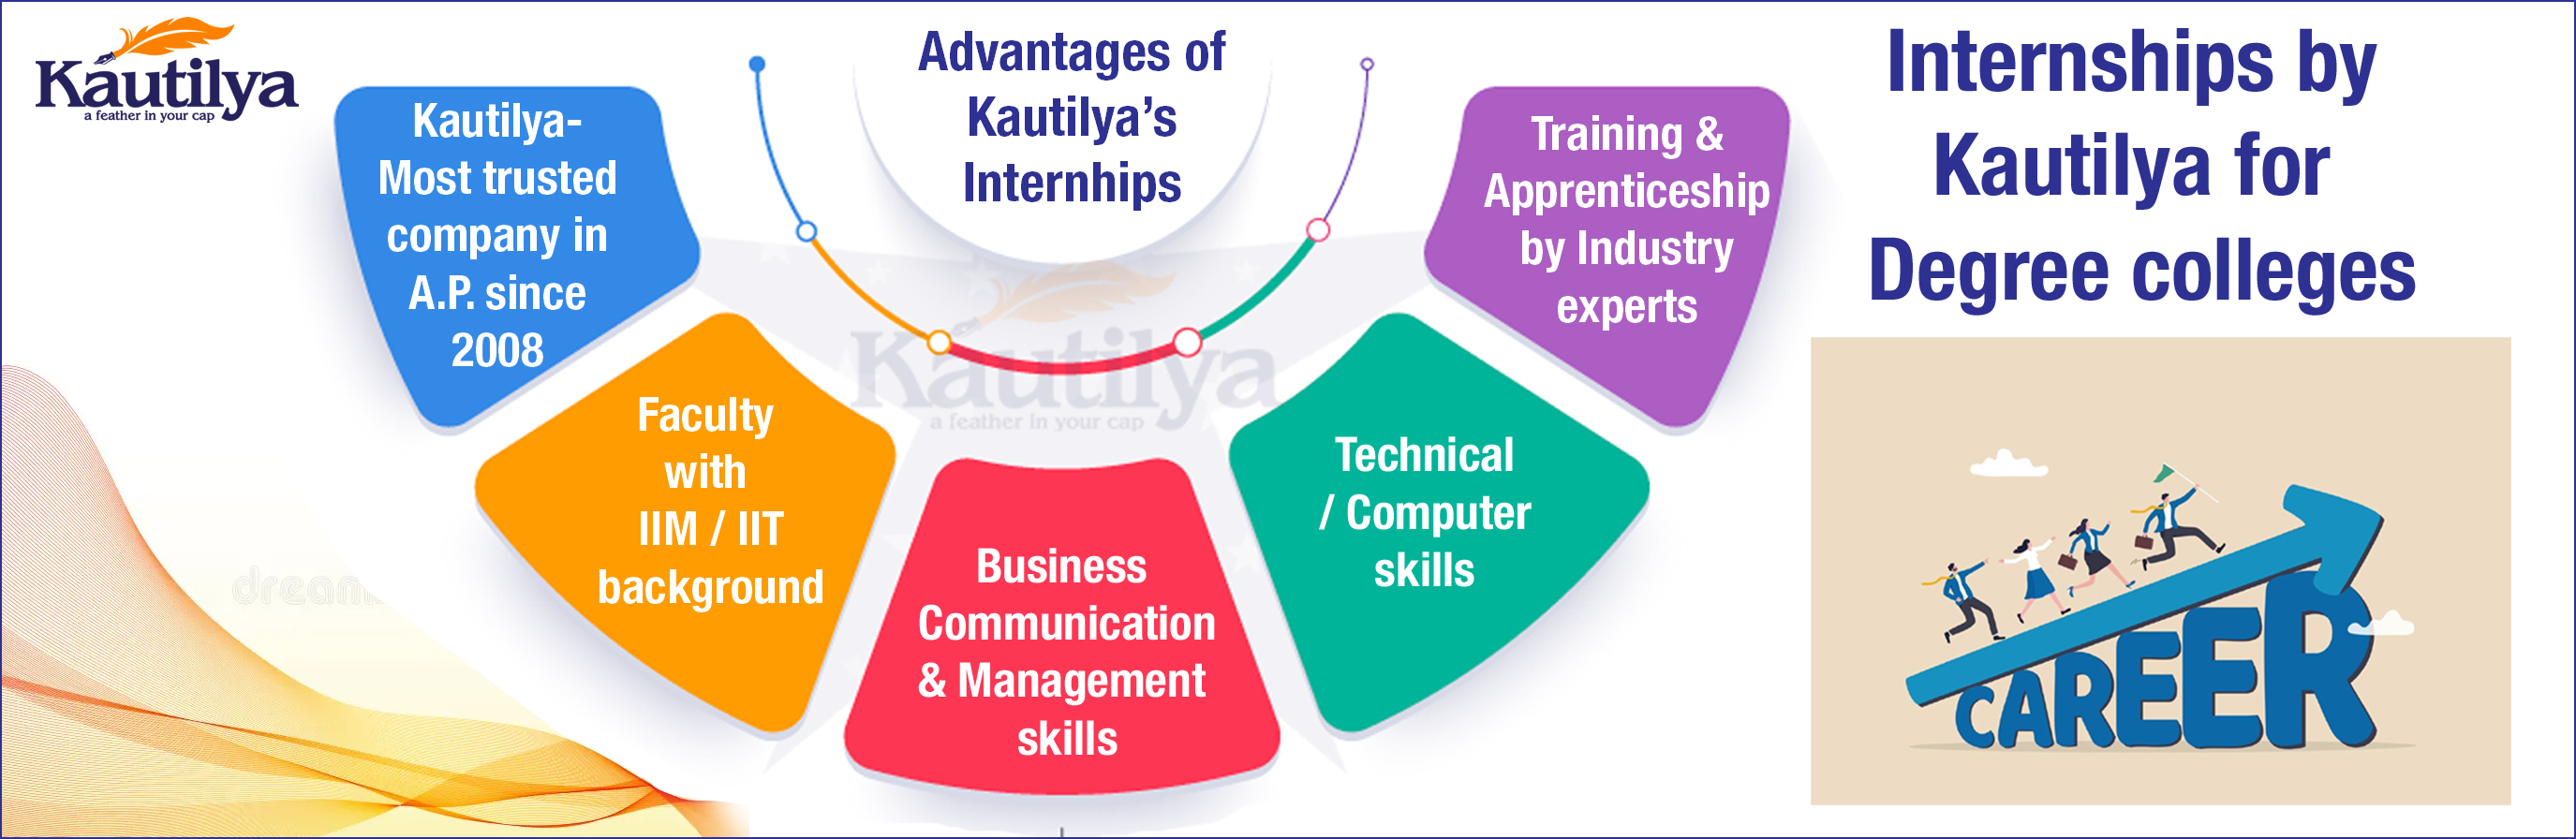 Kautilya
a feather in your cap
Kautilya-
Most trusted
company in
A.P. since
2008
Faculty
with
IIM / IIT
background
Advantages of
Kautilya’s
Internhips
Kautilya
a feather in your cap
Business
Communication
& Management
skills
Technical
/ Computer
skills
Training &
Apprenticeship
by Industry
experts
Internships by
Kautilya for
Degree colleges
CAREER